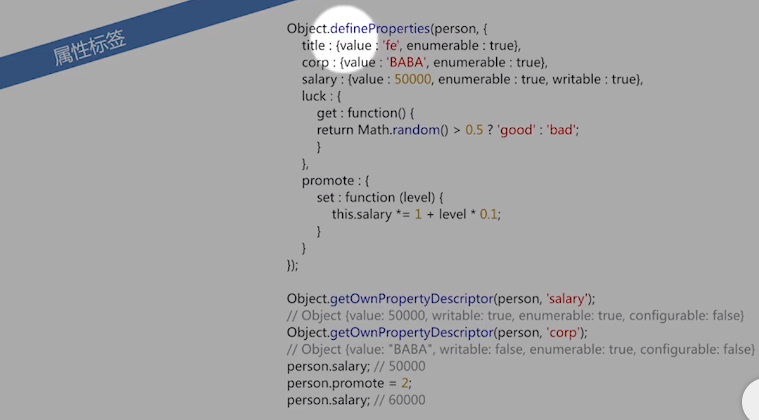 属性标签
Object.defineProperties(person, {
title : {value : 'fe', enumerable : true},
corp : {value : 'BABA', enumerable : true},
salary : {value : 50000, enumerable : true, writable : true},
luck : {
get : function() {
return Math.random() > 0.5 ? 'good' : 'bad';
}
},
promote : {
set : function (level) {
this.salary *= 1 + level * 0.1;
}
}
});
Object.getOwnPropertyDescriptor(person, 'salary');
// Object {value: 50000, writable: true, enumerable: true, configurable: false}
Object.getOwnPropertyDescriptor(person, 'corp');
// Object {value: "BABA", writable: false, enumerable: true, configurable: false}
person.salary; // 50000
person.promote = 2;
person.salary; // 60000